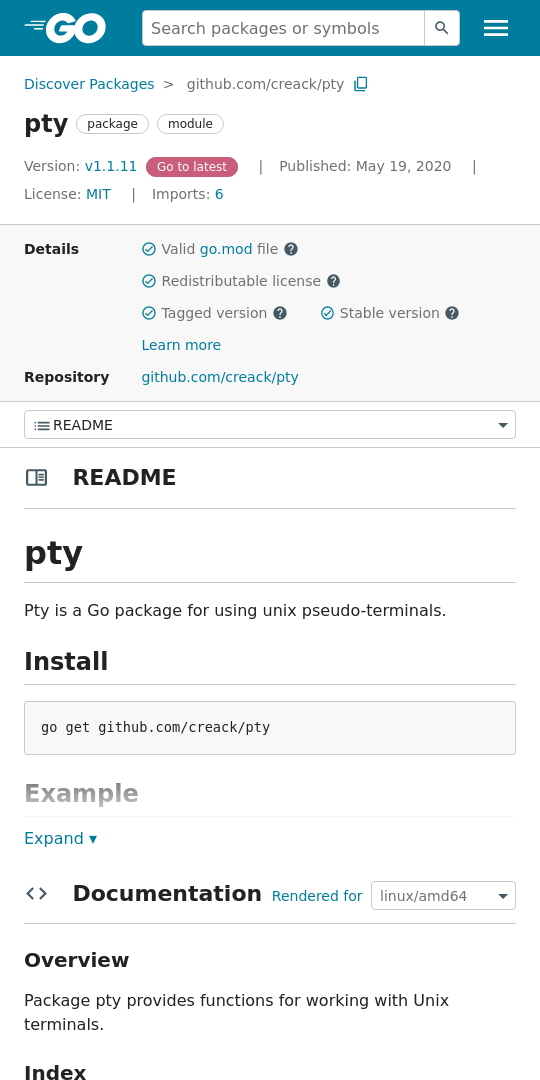 GO
Search packages or symbols
Discover Packages > github.com/creack/pty
pty package module
Version: v1.1.11 Go to latest | Published: May 19, 2020 |
License: MIT | Imports: 6
Details
Valid go.mod file
Redistributable license
Tagged version Stable version
Learn more
Repository
github.com/creack/pty
README
README
pty
Pty is a Go package for using unix pseudo-terminals.
Install
go get github.com/creack/pty
Example
Expand ▾
Documentation Rendered for linux/amd64
Overview
Package pty provides functions for working with Unix
terminals.
Index